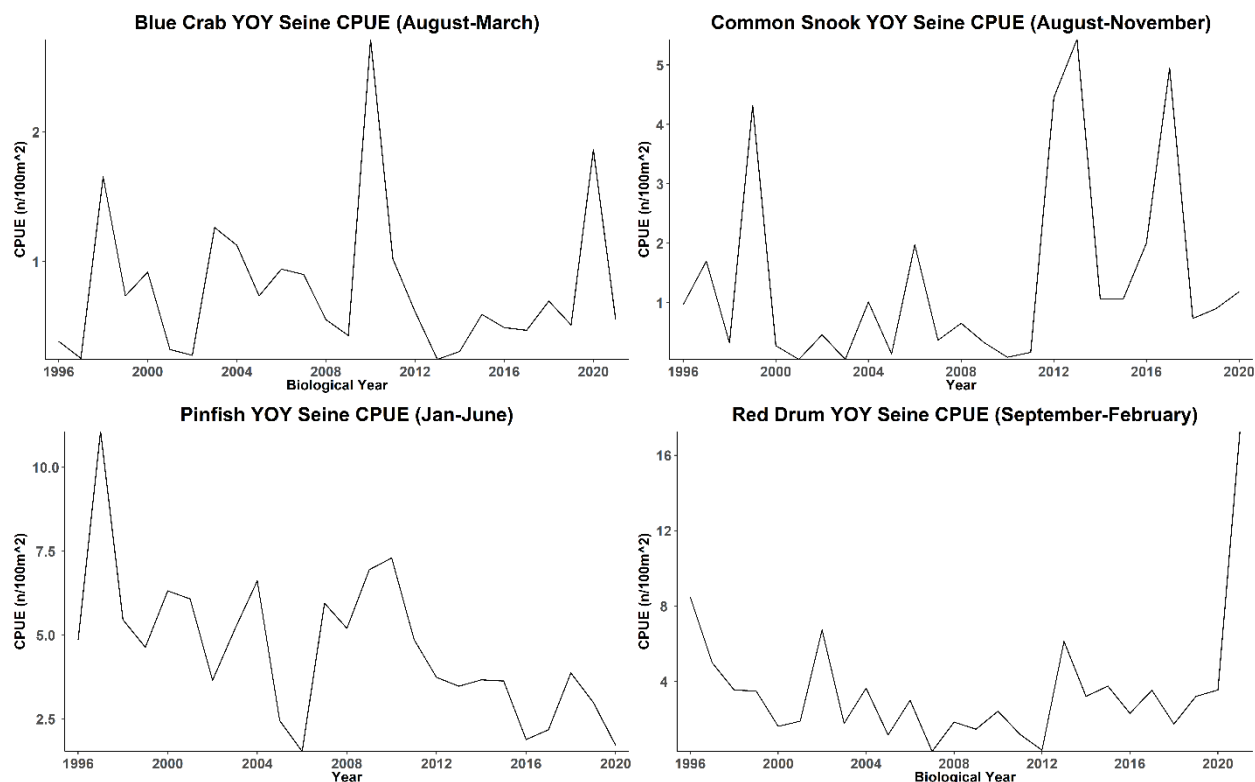 Blue Crab YOY Seine CPUE (August-March)
CPUE (n/100m^2)
2
1
1996 2000 2004 2008 2012 2016 2020
Biological Year
Common Snook YOY Seine CPUE (August-November)
CPUE (n/100m^2)
5
4
3
2
1
1996 2000 2004 2008 2012 2016 2020
Year
Pinfish YOY Seine CPUE (Jan-June)
CPUE (n/100m^2)
10.0
7.5
5.0
2.5
1996 2000 2004 2008 2012 2016 2020
Year
Red Drum YOY Seine CPUE (September-February)
CPUE (n/100m^2)
16
12
8
4
1996 2000 2004 2008 2012 2016 2020
Biological Year